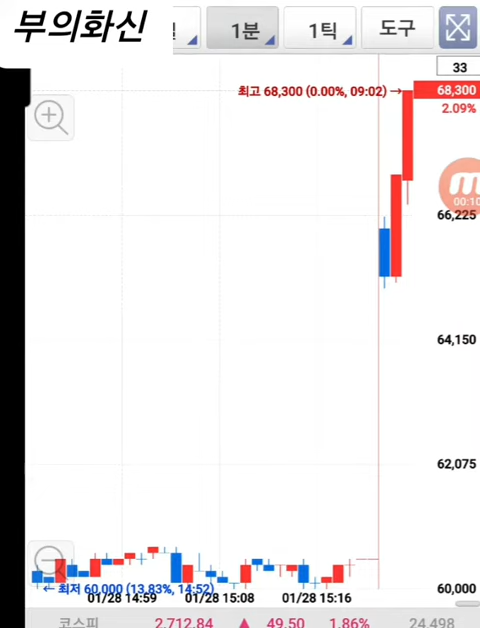 부의화신
1분
1틱
도구
33
최고 68,300 (0.00%, 09:02) →
68,300
2.09%
00:10
66,225
64,150
62,075
← 최저 60,000 (13.83%, 14:52)
60,000
01/28 14:59 01/28 15:08 01/28 15:16
코스피 2,712.84 ▲ 49.50 1.86% 24,498